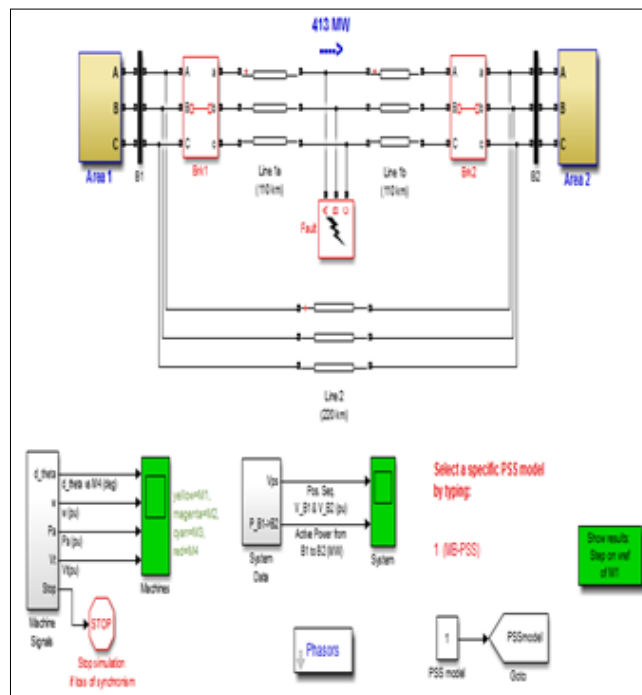 413 MW
A
B
C
Area 1
B1
A
B
C
a
b
c
Brk1
Line 1a
(110 km)
Fault
A B C
Line 1b
(110 km)
A
B
C
a
b
c
Brk2
B2
A
B
C
Area 2
Line 2
(220 km)
d_theta
w
Pa
Vt
Stop
Machine
Signals
d_theta vs M4 (deg)
w (pu)
Pa (pu)
Vt(pu)
Machines
yellow=M1,
magenta=M2,
cyan=M3,
red=M4
STOP
Stop simulation
if loss of synchronism
Vps
P_B1->B2
System
Data
Pos. Seq.
V_B1 & V_B2 (pu)
Active Power from
B1 to B2 (MW)
System
Select a specific PSS model
by typing:
1 (MB-PSS)
Show results:
Step on vref
of M1
Phasors
1
PSS model
PSSmodel
Goto